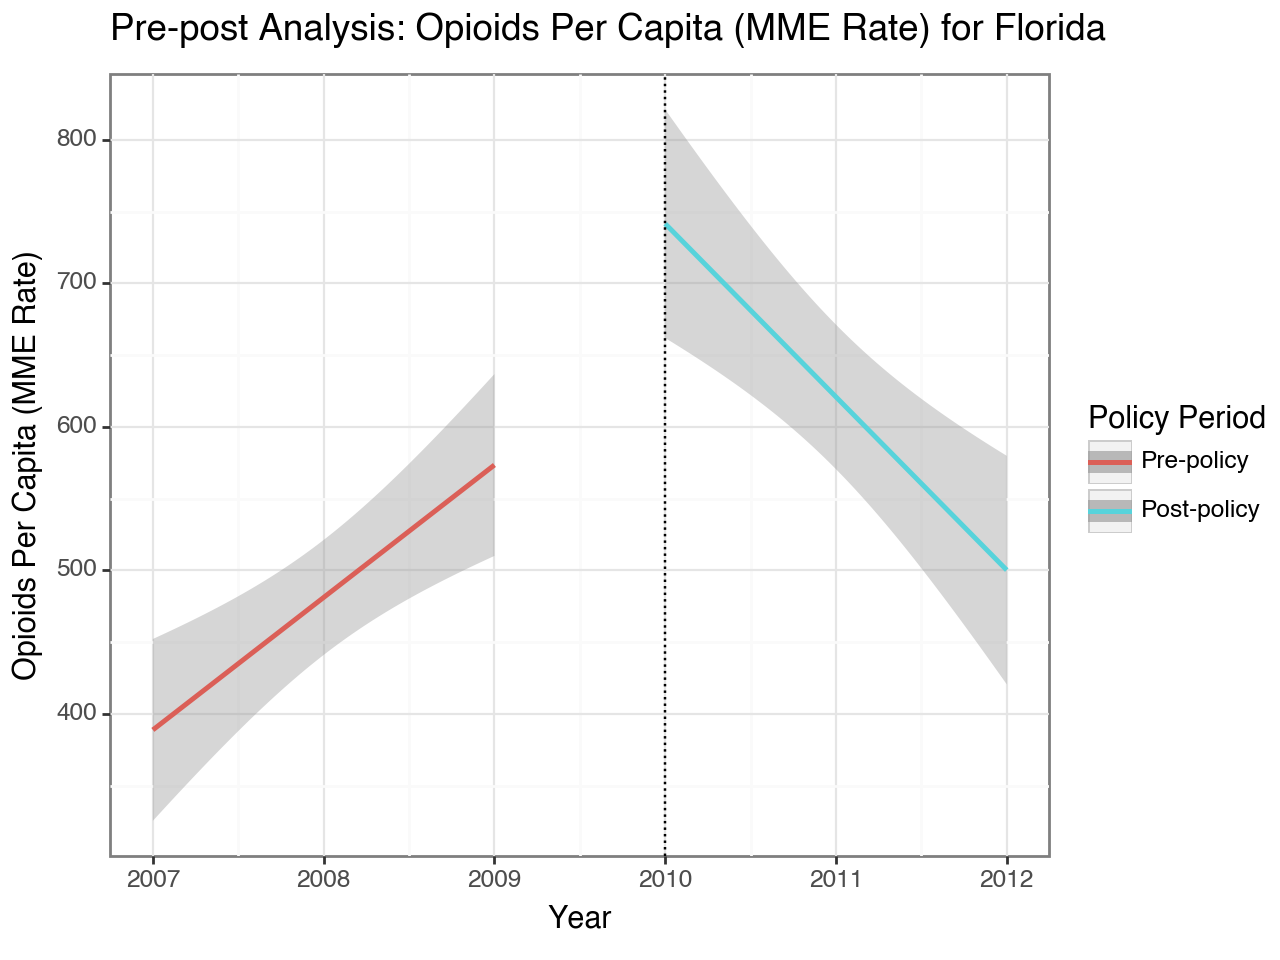 Pre-post Analysis: Opioids Per Capita (MME Rate) for Florida
Opioids Per Capita (MME Rate)
800
700
600
500
400
2007 2008 2009 2010 2011 2012
Year
Policy Period
Pre-policy
Post-policy